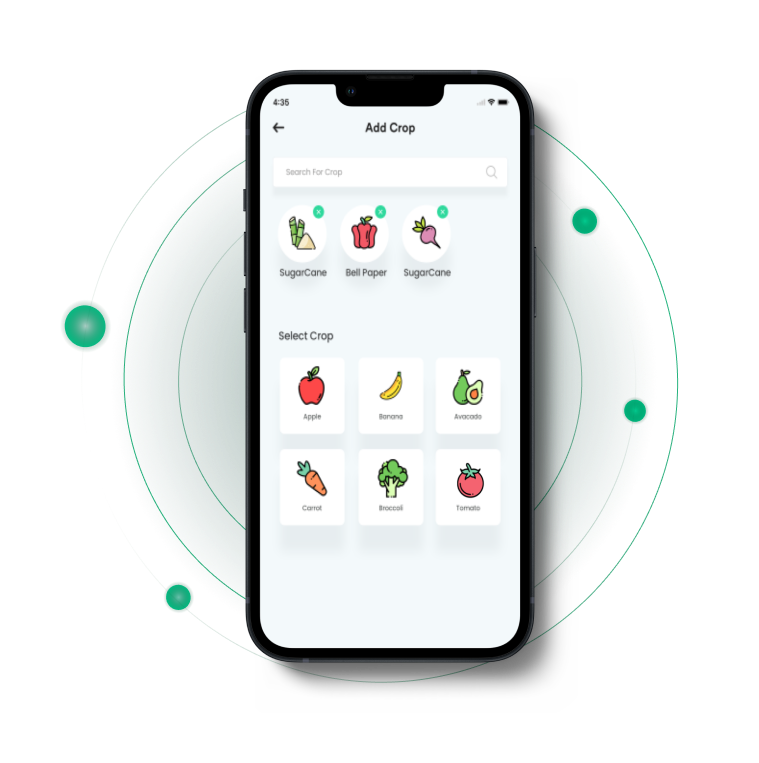 4:35
Add Crop
Search For Crop
SugarCane Bell Paper SugarCane
Select Crop
Apple Banana Avacado
Carrot Broccoli Tomato